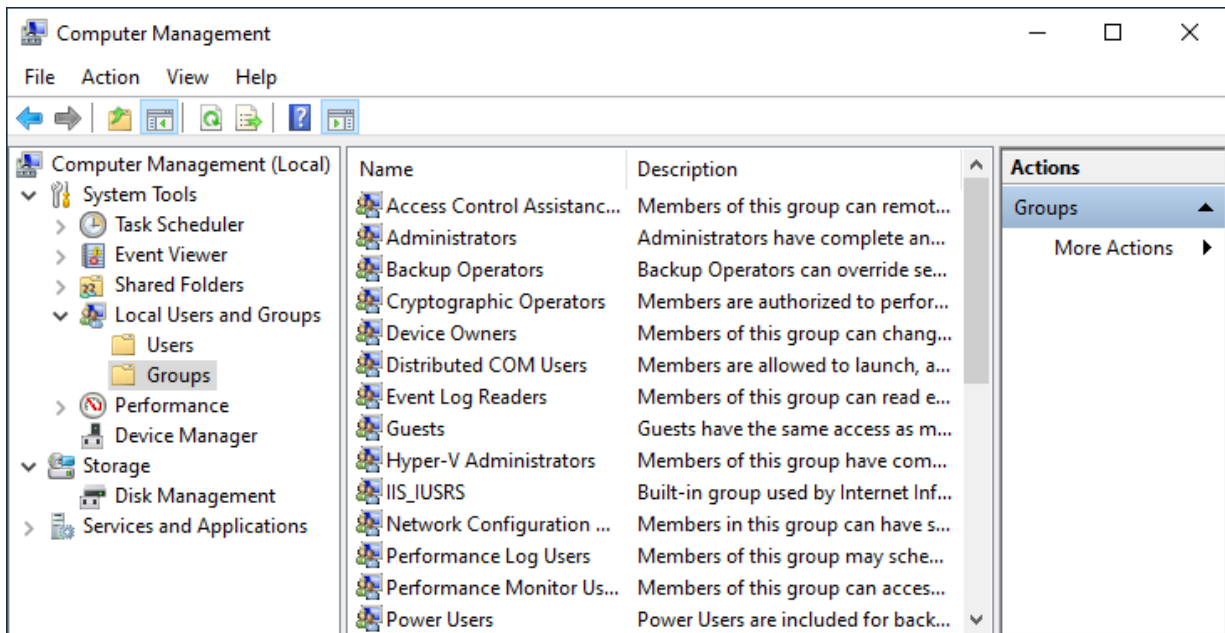 Computer Management
File Action View Help
Computer Management (Local)
System Tools
Task Scheduler
Event Viewer
Shared Folders
Local Users and Groups
Users
Groups
Performance
Device Manager
Storage
Disk Management
Services and Applications
Name Description
Access Control Assistanc... Members of this group can remot...
Administrators Administrators have complete an...
Backup Operators Backup Operators can override se...
Cryptographic Operators Members are authorized to perfor...
Device Owners Members of this group can chang...
Distributed COM Users Members are allowed to launch, a...
Event Log Readers Members of this group can read e...
Guests Guests have the same access as m...
Hyper-V Administrators Members of this group have com...
IIS_IUSRS Built-in group used by Internet Inf...
Network Configuration ... Members in this group can have s...
Performance Log Users Members of this group may sche...
Performance Monitor Us... Members of this group can acces...
Power Users Power Users are included for back...
Actions
Groups
More Actions